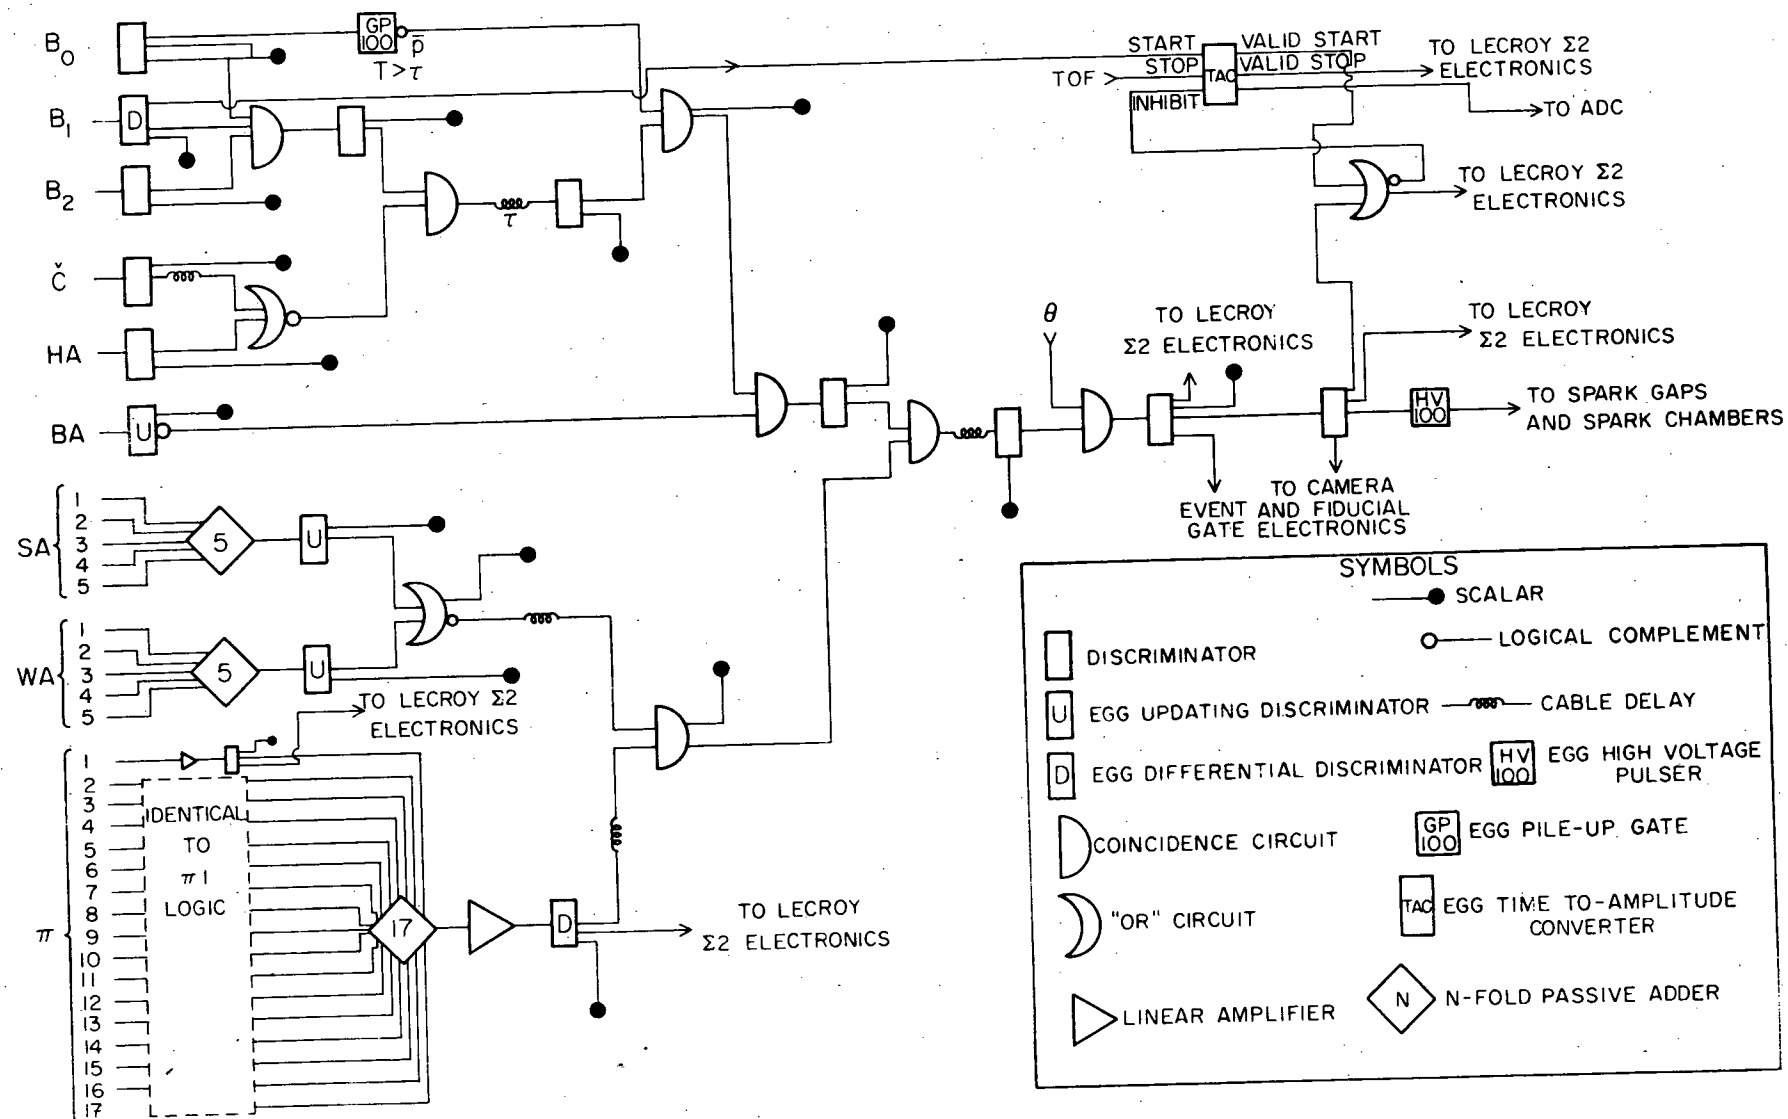 B0
GP
100
p̄
T>τ
START
VALID START
STOP
VALID STOP
TOF
TAC
INHIBIT
TO LECROY Σ2
ELECTRONICS
TO ADC
B1
D
B2
τ
TO LECROY Σ2
ELECTRONICS
Č
HA
BA
U
θ
TO LECROY
Σ2 ELECTRONICS
TO LECROY
Σ2 ELECTRONICS
HV
100
TO SPARK GAPS
AND SPARK CHAMBERS
TO CAMERA
EVENT AND FIDUCIAL
GATE ELECTRONICS
SA
1
2
3
4
5
5
U
WA
1
2
3
4
5
5
U
TO LECROY Σ2
ELECTRONICS
π
1
2
3
4
5
6
7
8
9
10
11
12
13
14
15
16
17
IDENTICAL
TO
π1
LOGIC
17
D
TO LECROY
Σ2 ELECTRONICS
SYMBOLS
SCALAR
LOGICAL COMPLEMENT
DISCRIMINATOR
U EGG UPDATING DISCRIMINATOR
CABLE DELAY
D EGG DIFFERENTIAL DISCRIMINATOR
HV
100
EGG HIGH VOLTAGE
PULSER
COINCIDENCE CIRCUIT
GP
100
EGG PILE-UP GATE
"OR" CIRCUIT
TAC
EGG TIME TO-AMPLITUDE
CONVERTER
LINEAR AMPLIFIER
N N-FOLD PASSIVE ADDER